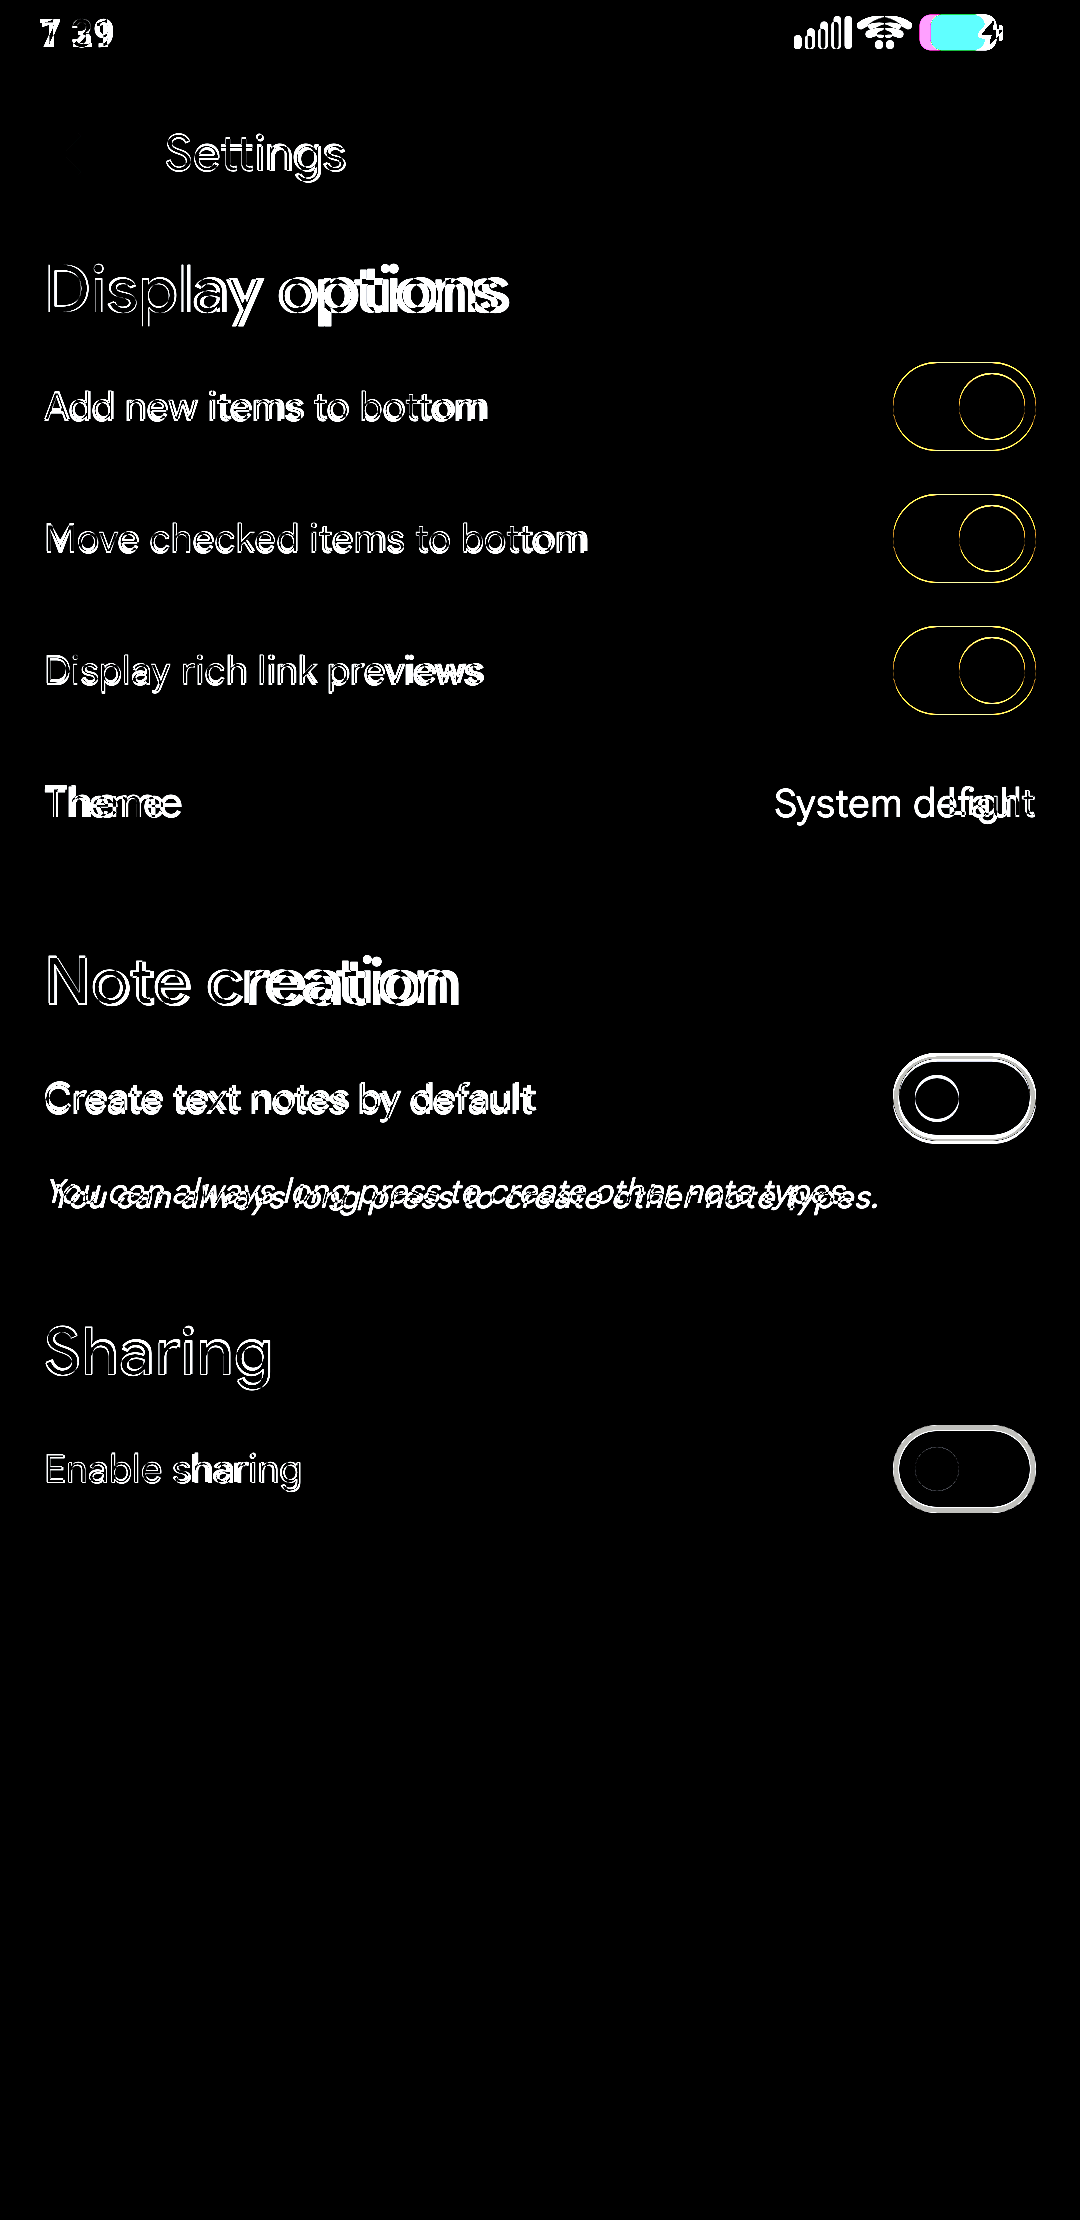 Settings
Display options
Add new items to bottom
Move checked items to bottom
Display rich link previews
Theme
System default
Note creation
Create text notes by default
You can always long press to create other note types.
Sharing
Enable sharing